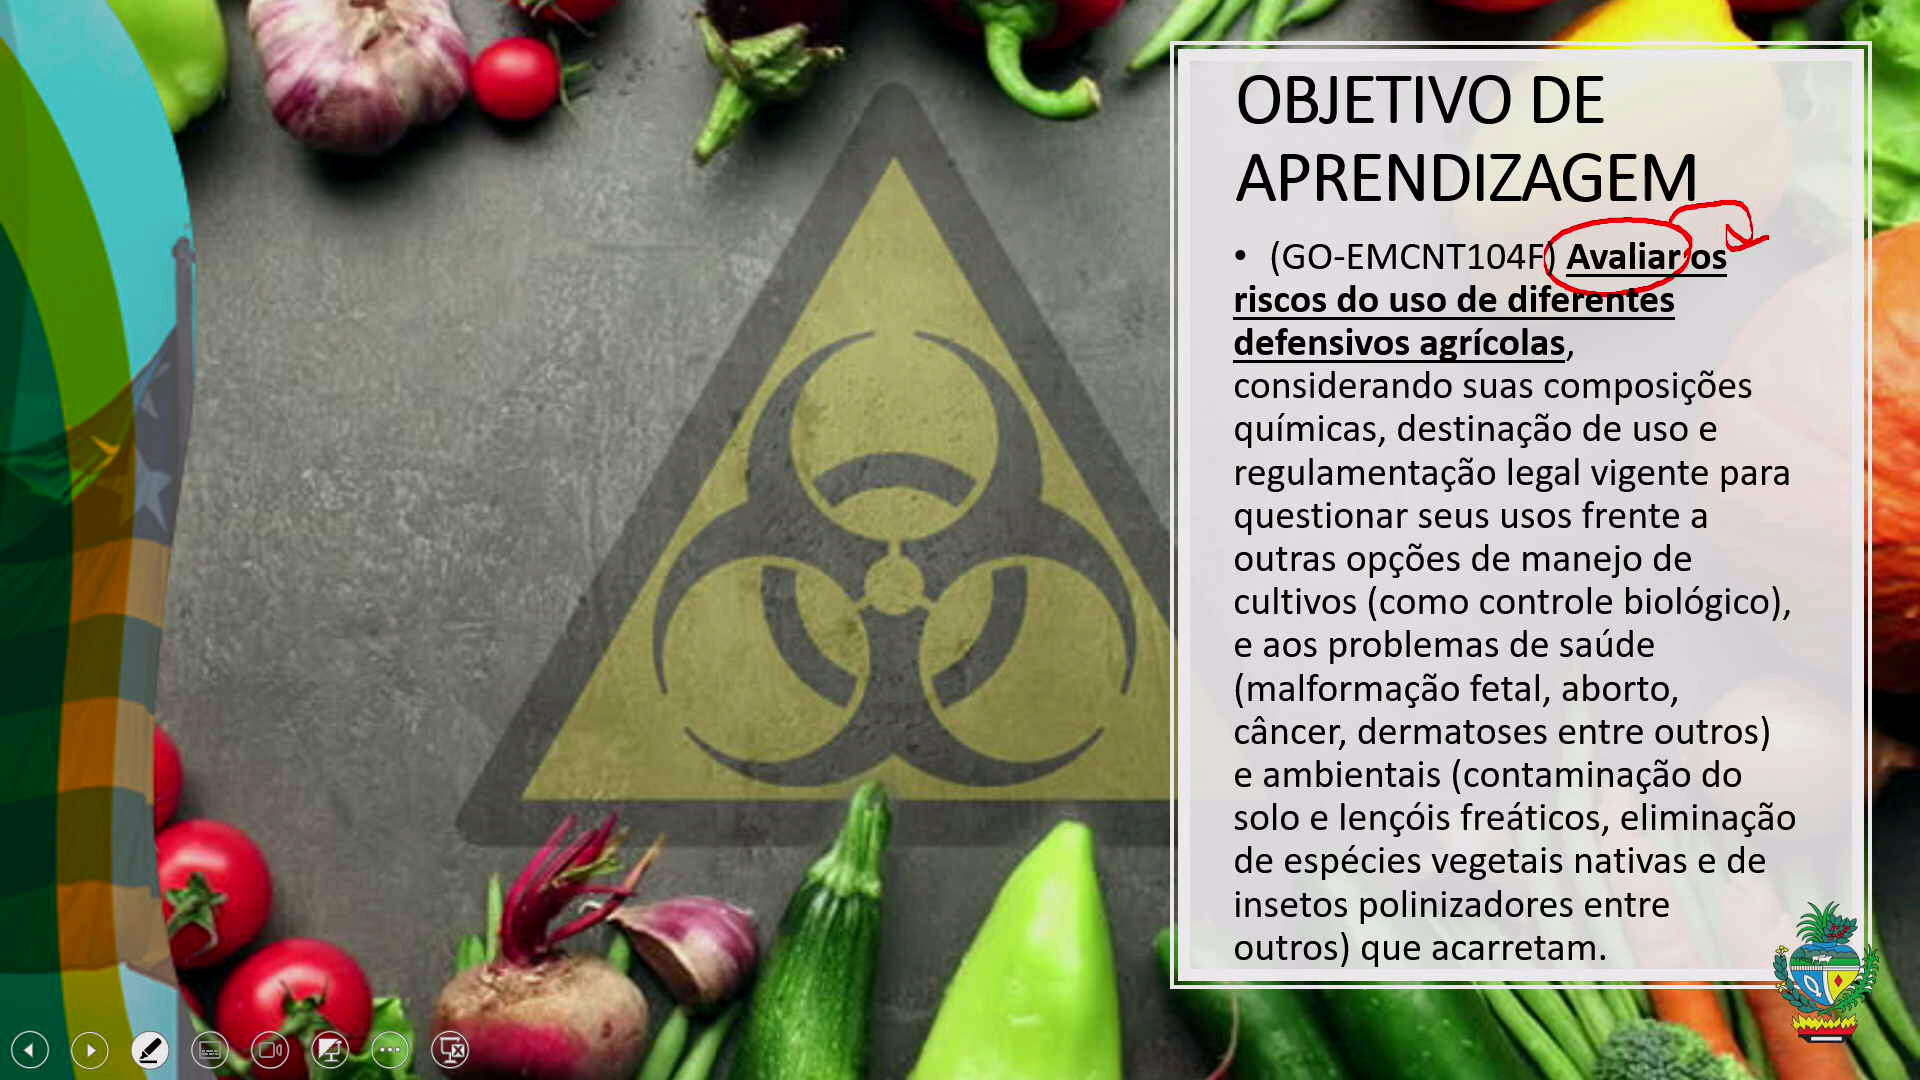 OBJETIVO DE
APRENDIZAGEM
• (GO-EMCNT104F) Avaliar os
riscos do uso de diferentes
defensivos agrícolas,
considerando suas composições
químicas, destinação de uso e
regulamentação legal vigente para
questionar seus usos frente a
outras opções de manejo de
cultivos (como controle biológico),
e aos problemas de saúde
(malformação fetal, aborto,
câncer, dermatoses entre outros)
e ambientais (contaminação do
solo e lençóis freáticos, eliminação
de espécies vegetais nativas e de
insetos polinizadores entre
outros) que acarretam.